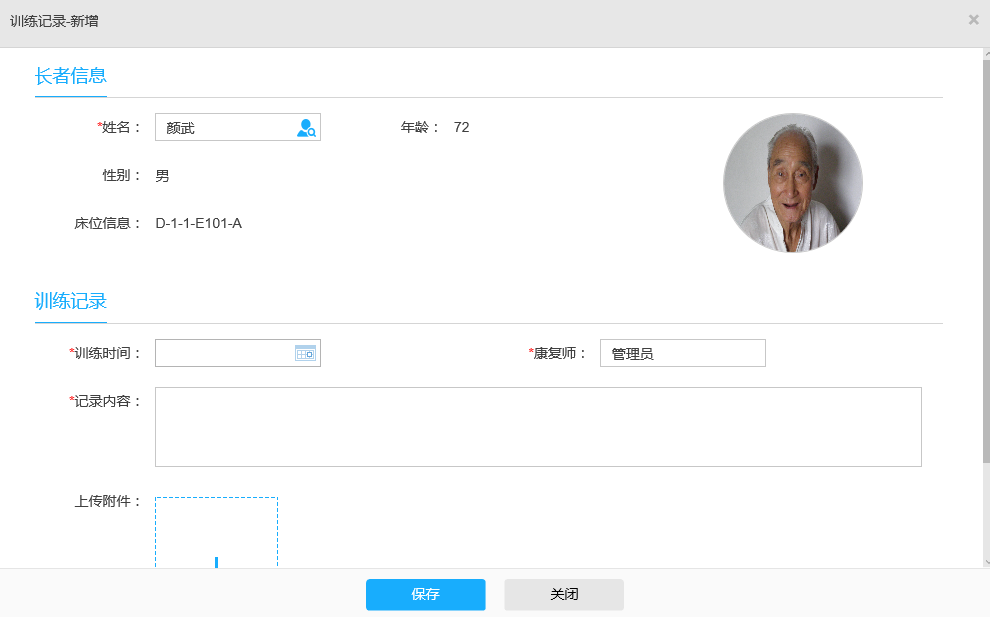 训练记录-新增
长者信息
*姓名： 颜武 年龄： 72
性别： 男
床位信息： D-1-1-E101-A
训练记录
*训练时间： *康复师： 管理员
*记录内容：
上传附件：
保存 关闭